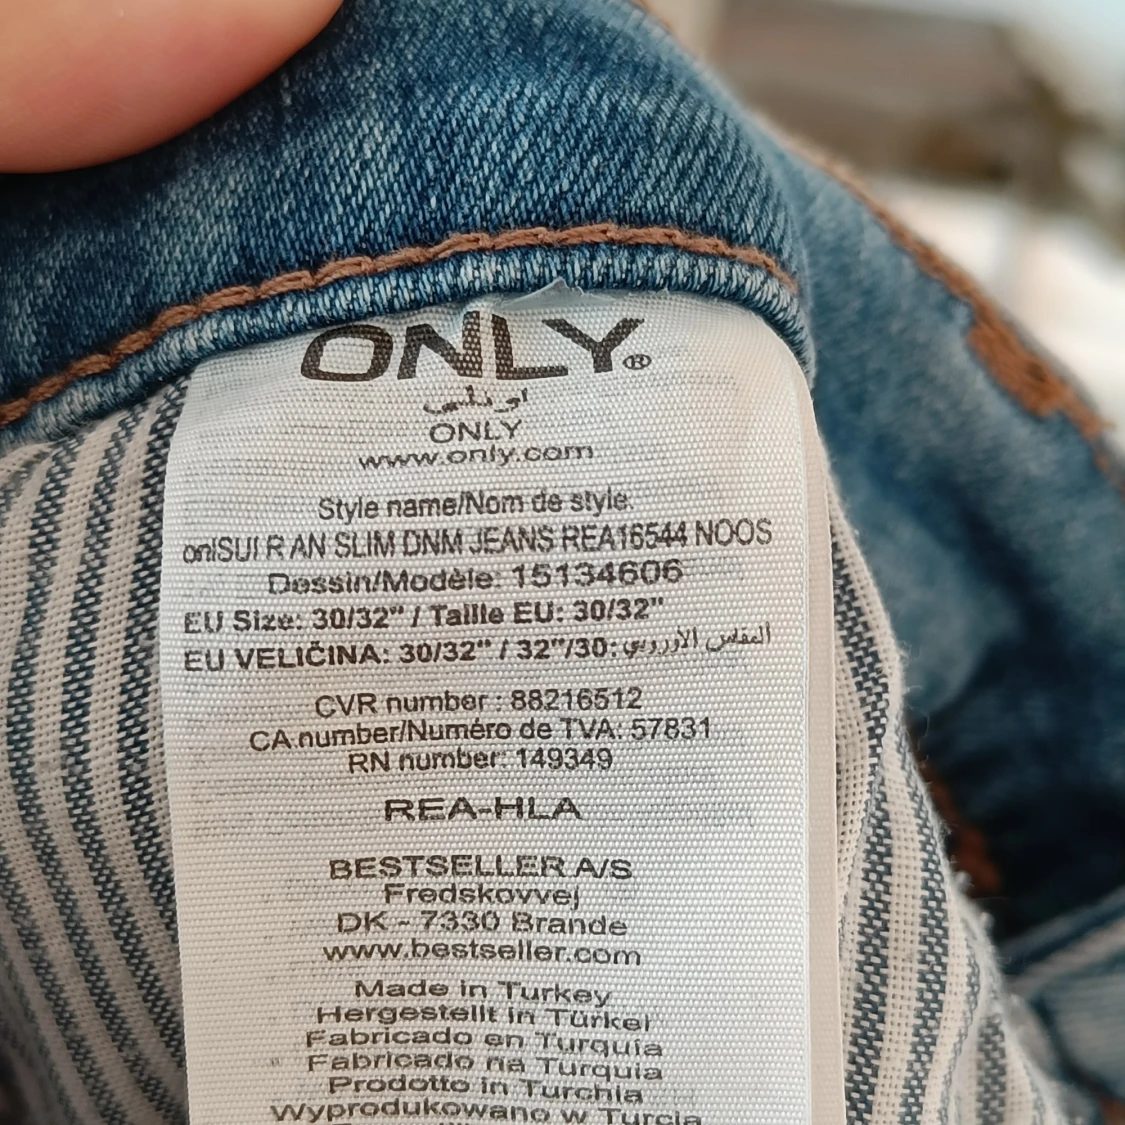 ONLY®
اونلي
ONLY
www.only.com
Style name/Nom de style:
onlSUI R AN SLIM DNM JEANS REA16544 NOOS
Dessin/Modèle: 15134606
EU Size: 30/32" / Taille EU: 30/32"
EU VELIČINA: 30/32" / 32"/30: المقاس الأوروبي
CVR number : 88216512
CA.number/Numéro de TVA: 57831
RN number: 149349
REA-HLA
BESTSELLER A/S
Fredskovvej
DK - 7330 Brande
www.bestseller.com
Made in Turkey
Hergestellt in Türkei
Fabricado en Turquía
Fabricado na Turquia
Prodotto in Turchia
Wyprodukowano w Turcja